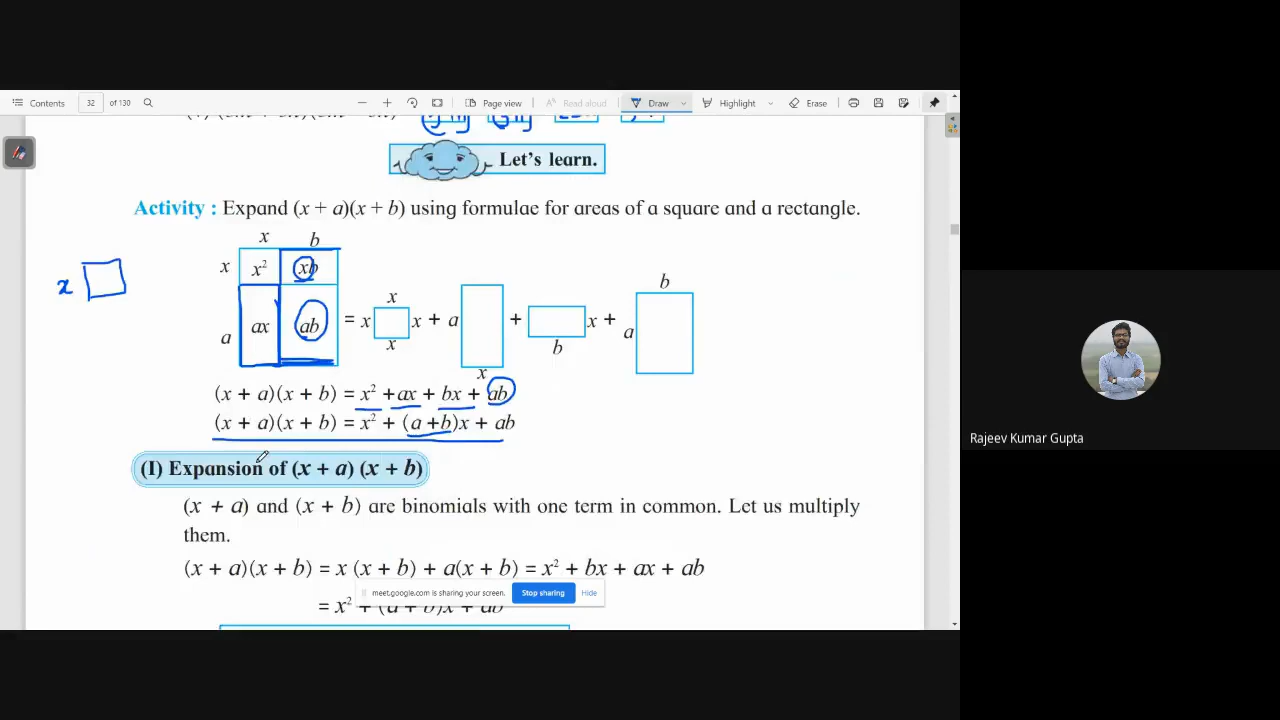 Contents 32 of 130 Page view Read aloud Draw Highlight Erase
Let's learn.
Activity : Expand (x + a)(x + b) using formulae for areas of a square and a rectangle.
x b
x x² xb
x
a ax ab = x x x + a + x + a b
x b x
(x + a)(x + b) = x² + ax + bx + ab
(x + a)(x + b) = x² + (a + b)x + ab
(I) Expansion of (x + a) (x + b)
(x + a) and (x + b) are binomials with one term in common. Let us multiply
them.
(x + a)(x + b) = x (x + b) + a(x + b) = x² + bx + ax + ab
meet.google.com is sharing your screen. Stop sharing Hide
= x² + (a + b)x + ab
Rajeev Kumar Gupta